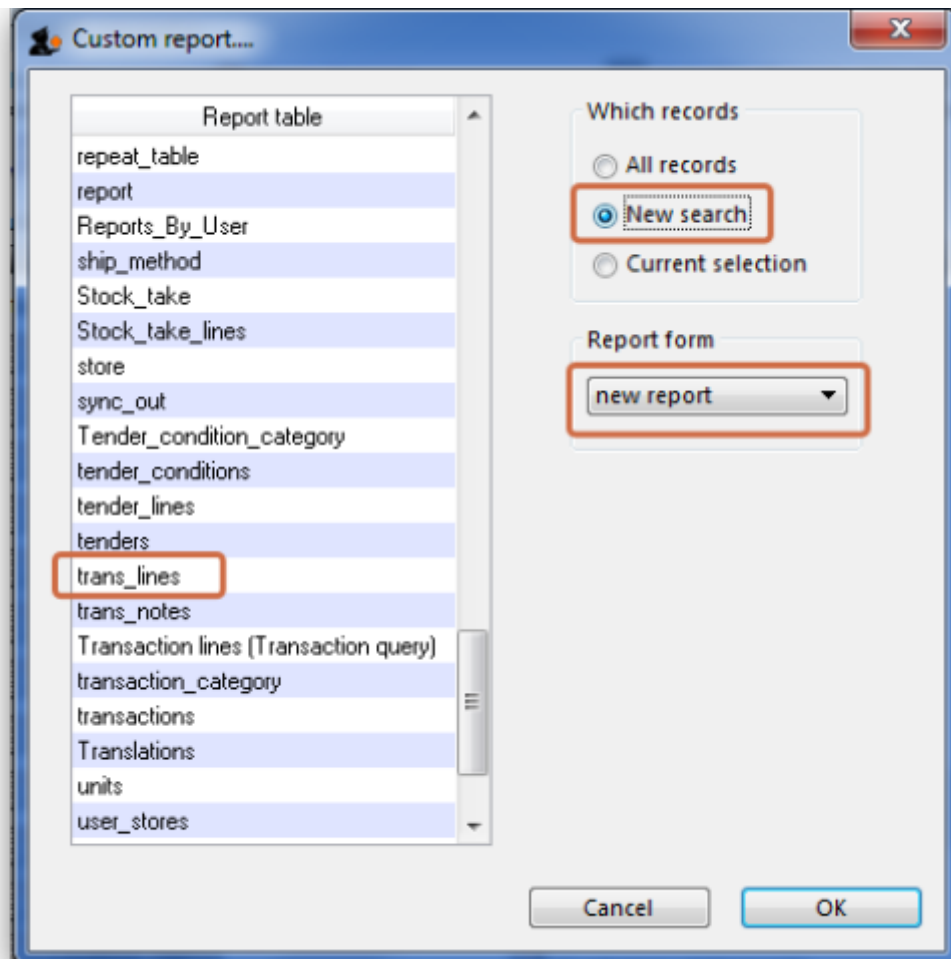 Custom report....
Report table
repeat_table
report
Reports_By_User
ship_method
Stock_take
Stock_take_lines
store
sync_out
Tender_condition_category
tender_conditions
tender_lines
tenders
trans_lines
trans_notes
Transaction lines (Transaction query)
transaction_category
transactions
Translations
units
user_stores
Which records
All records
New search
Current selection
Report form
new report
Cancel
OK